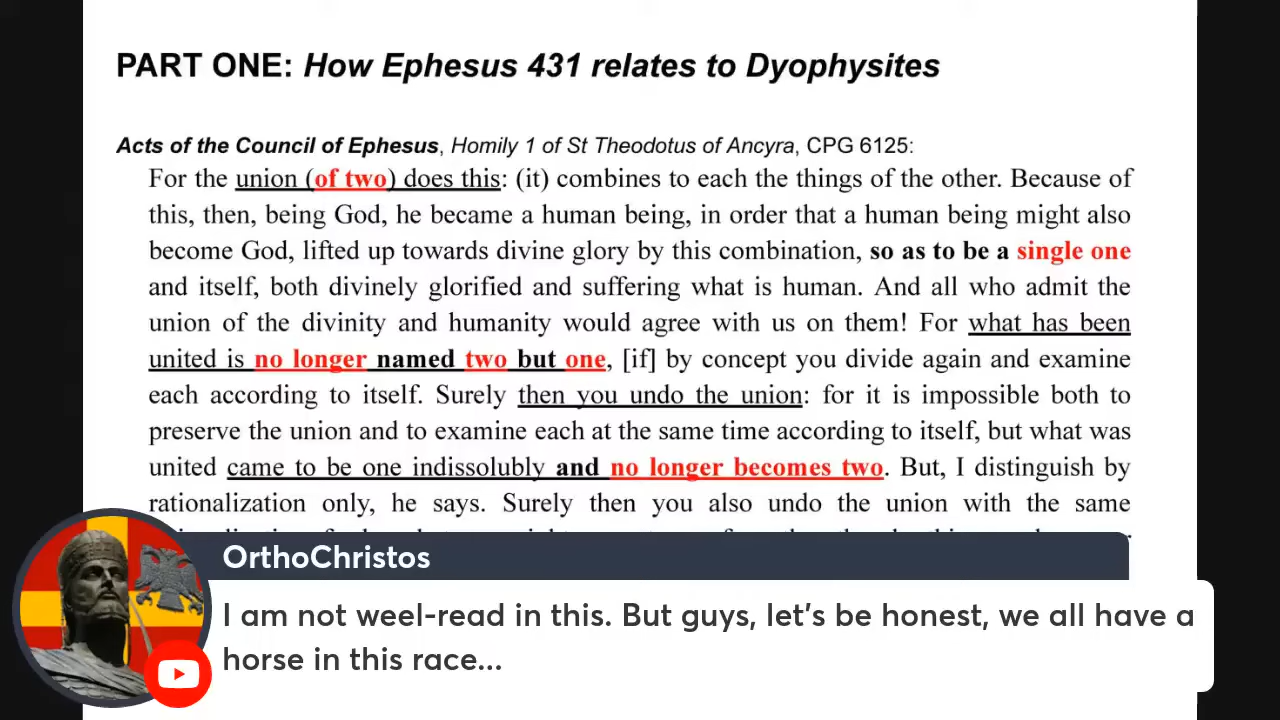 PART ONE: How Ephesus 431 relates to Dyophysites
Acts of the Council of Ephesus, Homily 1 of St Theodotus of Ancyra, CPG 6125:
For the union (of two) does this: (it) combines to each the things of the other. Because of
this, then, being God, he became a human being, in order that a human being might also
become God, lifted up towards divine glory by this combination, so as to be a single one
and itself, both divinely glorified and suffering what is human. And all who admit the
union of the divinity and humanity would agree with us on them! For what has been
united is no longer named two but one, [if] by concept you divide again and examine
each according to itself. Surely then you undo the union: for it is impossible both to
preserve the union and to examine each at the same time according to itself, but what was
united came to be one indissolubly and no longer becomes two. But, I distinguish by
rationalization only, he says. Surely then you also undo the union with the same
OrthoChristos
I am not weel-read in this. But guys, let's be honest, we all have a
horse in this race...